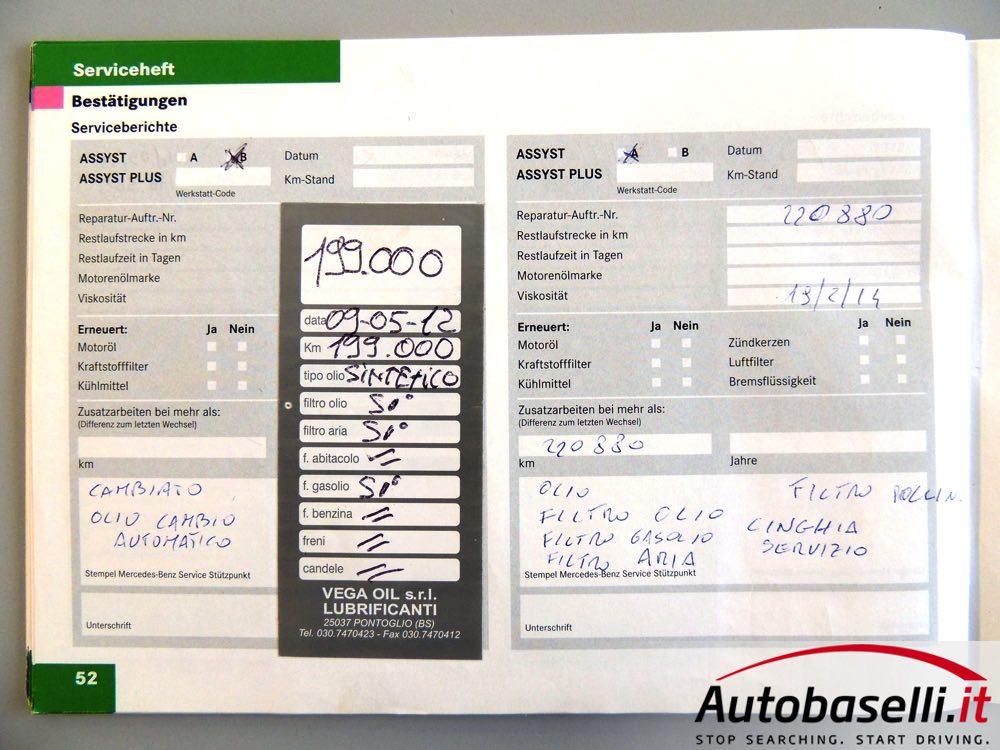 Serviceheft
Bestätigungen
Serviceberichte
ASSYST A B Datum
ASSYST PLUS Km-Stand
Werkstatt-Code
Reparatur-Auftr.-Nr.
Restlaufstrecke in km
Restlaufzeit in Tagen
Motorenölmarke
Viskosität
Erneuert: Ja Nein
Motoröl
Kraftstofffilter
Kühlmittel
Zusatzarbeiten bei mehr als:
(Differenz zum letzten Wechsel)
km
CAMBIATO
OLIO CAMBIO
AUTOMATICO
Stempel Mercedes-Benz Service Stützpunkt
Unterschrift
199.000
data 09-05-12
Km 199.000
tipo olio SINTETICO
filtro olio SI
filtro aria SI
f. abitacolo
f. gasolio SI
f. benzina
freni
candele
VEGA OIL s.r.l.
LUBRIFICANTI
25037 PONTOGLIO (BS)
Tel. 030.7470423 - Fax 030.7470412
ASSYST A B Datum
ASSYST PLUS Km-Stand
Werkstatt-Code
Reparatur-Auftr.-Nr. 220880
Restlaufstrecke in km
Restlaufzeit in Tagen
Motorenölmarke
Viskosität 19/2/14
Erneuert: Ja Nein Ja Nein
Motoröl Zündkerzen
Kraftstofffilter Luftfilter
Kühlmittel Bremsflüssigkeit
Zusatzarbeiten bei mehr als:
(Differenz zum letzten Wechsel)
220880
km Jahre
OLIO FILTRO POLLIN.
FILTRO OLIO CINGHIA
FILTRO GASOLIO SERVIZIO
FILTRO ARIA
Stempel Mercedes-Benz Service Stützpunkt
Unterschrift
52
Autobaselli.it
STOP SEARCHING. START DRIVING.